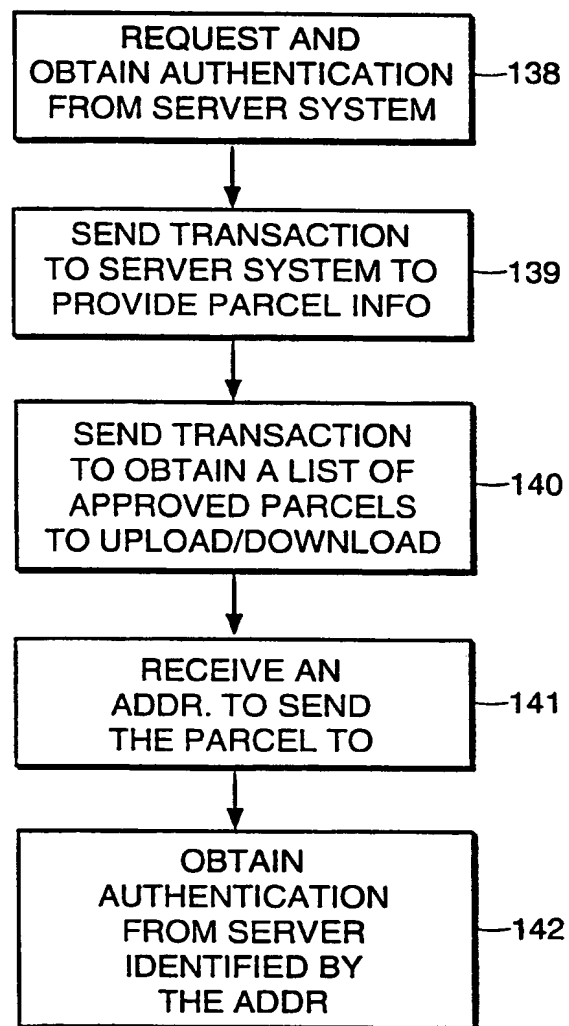 REQUEST AND
OBTAIN AUTHENTICATION
FROM SERVER SYSTEM
138
SEND TRANSACTION
TO SERVER SYSTEM TO
PROVIDE PARCEL INFO
139
SEND TRANSACTION
TO OBTAIN A LIST OF
APPROVED PARCELS
TO UPLOAD/DOWNLOAD
140
RECEIVE AN
ADDR. TO SEND
THE PARCEL TO
141
OBTAIN
AUTHENTICATION
FROM SERVER
IDENTIFIED BY
THE ADDR
142